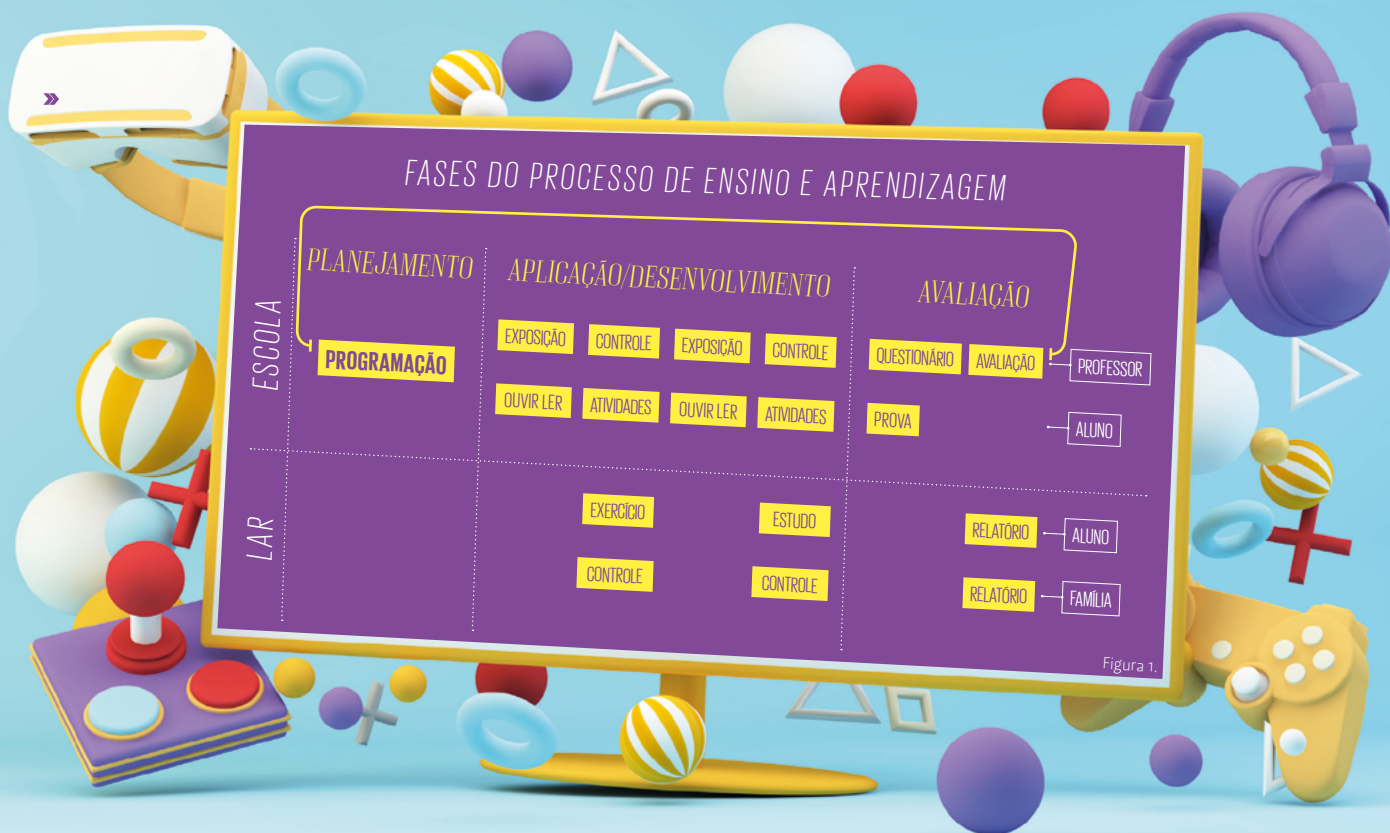 »
FASES DO PROCESSO DE ENSINO E APRENDIZAGEM
PLANEJAMENTO
APLICAÇÃO/DESENVOLVIMENTO
AVALIAÇÃO
ESCOLA
PROGRAMAÇÃO
EXPOSIÇÃO CONTROLE EXPOSIÇÃO CONTROLE QUESTIONÁRIO AVALIAÇÃO PROFESSOR
OUVIR LER ATIVIDADES OUVIR LER ATIVIDADES PROVA ALUNO
LAR
EXERCÍCIO ESTUDO RELATÓRIO ALUNO
CONTROLE CONTROLE RELATÓRIO FAMÍLIA
Figura 1.